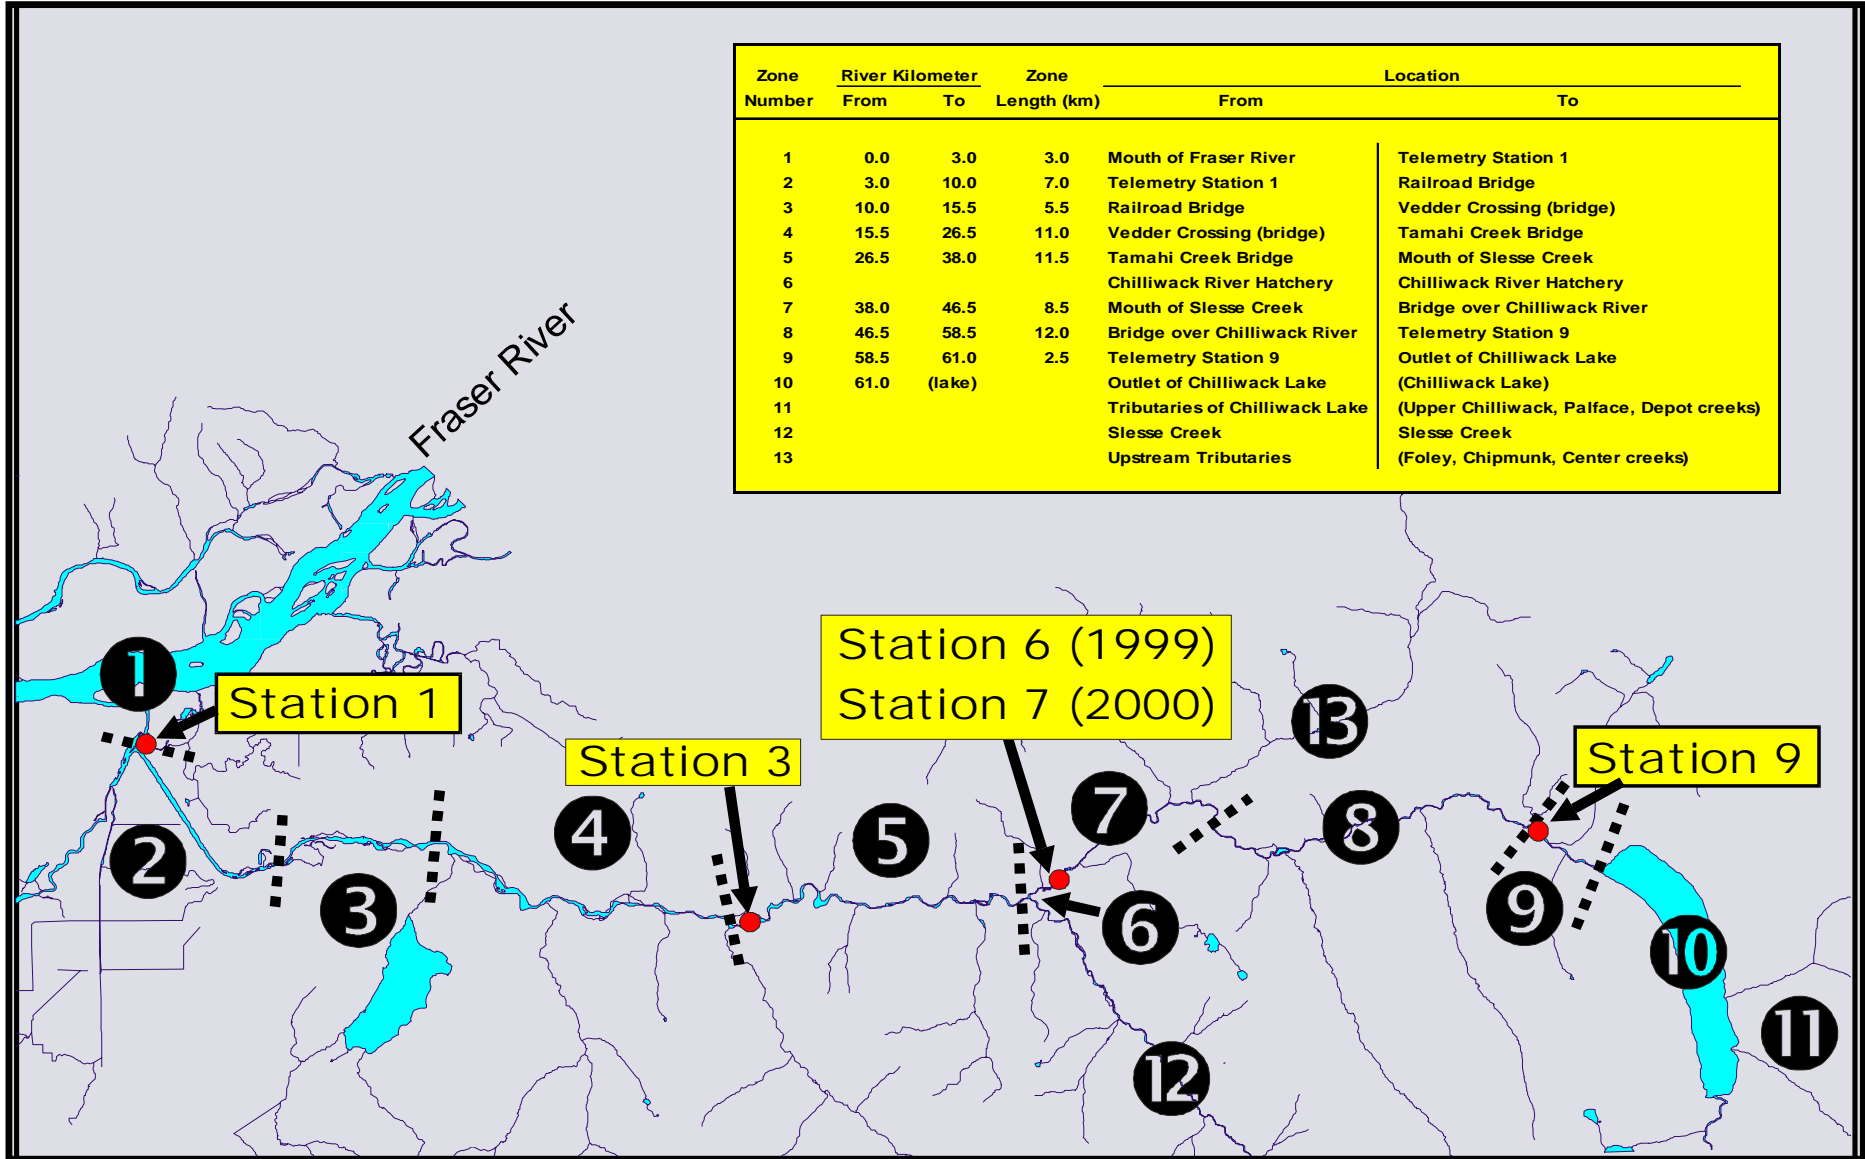 Zone River Kilometer Zone Location
Number From To Length (km) From To
1 0.0 3.0 3.0 Mouth of Fraser River Telemetry Station 1
2 3.0 10.0 7.0 Telemetry Station 1 Railroad Bridge
3 10.0 15.5 5.5 Railroad Bridge Vedder Crossing (bridge)
4 15.5 26.5 11.0 Vedder Crossing (bridge) Tamahi Creek Bridge
5 26.5 38.0 11.5 Tamahi Creek Bridge Mouth of Slesse Creek
6 Chilliwack River Hatchery Chilliwack River Hatchery
7 38.0 46.5 8.5 Mouth of Slesse Creek Bridge over Chilliwack River
8 46.5 58.5 12.0 Bridge over Chilliwack River Telemetry Station 9
9 58.5 61.0 2.5 Telemetry Station 9 Outlet of Chilliwack Lake
10 61.0 (lake) Outlet of Chilliwack Lake (Chilliwack Lake)
11 Tributaries of Chilliwack Lake (Upper Chilliwack, Palface, Depot creeks)
12 Slesse Creek Slesse Creek
13 Upstream Tributaries (Foley, Chipmunk, Center creeks)
Fraser River
Station 6 (1999)
Station 7 (2000)
1
Station 1
13
Station 3
Station 9
7
4
8
5
2
3
9
6
10
11
12